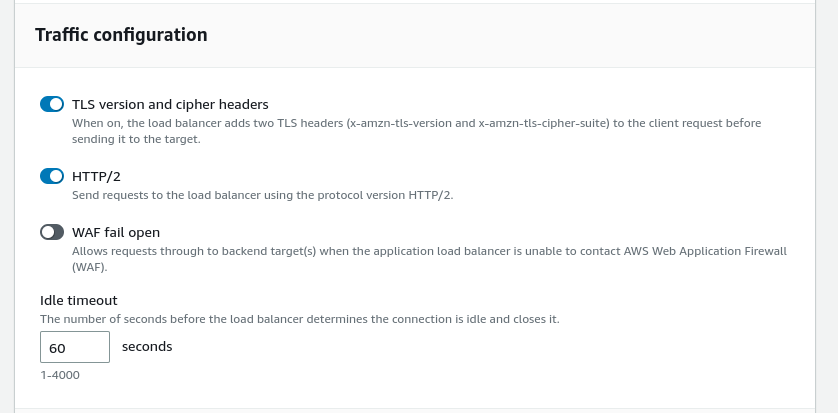 Traffic configuration
TLS version and cipher headers
When on, the load balancer adds two TLS headers (x-amzn-tls-version and x-amzn-tls-cipher-suite) to the client request before
sending it to the target.
HTTP/2
Send requests to the load balancer using the protocol version HTTP/2.
WAF fail open
Allows requests through to backend target(s) when the application load balancer is unable to contact AWS Web Application Firewall
(WAF).
Idle timeout
The number of seconds before the load balancer determines the connection is idle and closes it.
60 seconds
1-4000